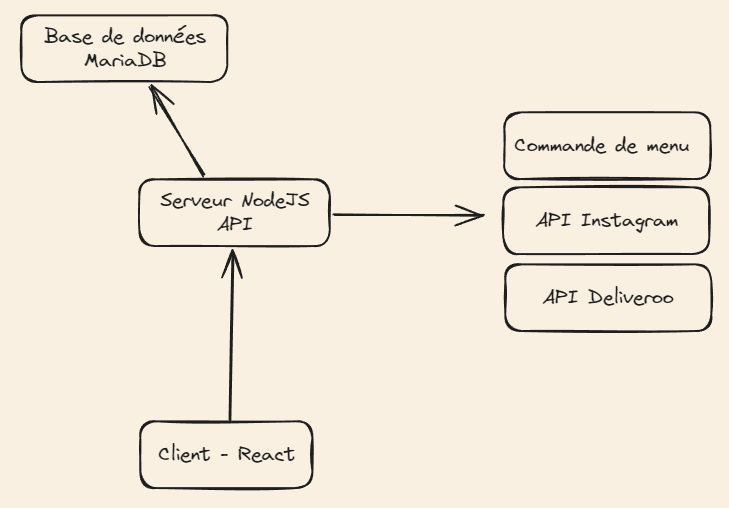 Base de données
MariaDB
Commande de menu
Serveur NodeJS
API
API Instagram
API Deliveroo
Client - React